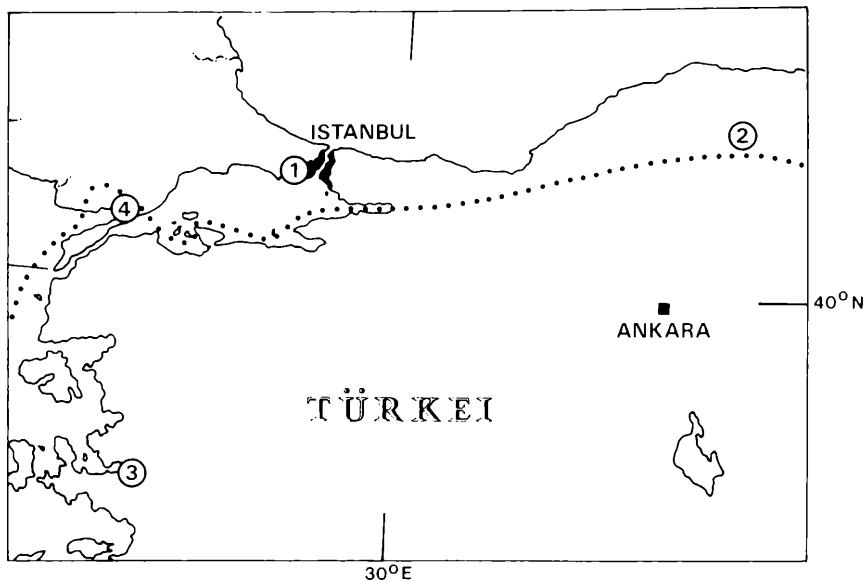 ISTANBUL
①
②
④
40°N
ANKARA
TÜRKEI
③
30°E